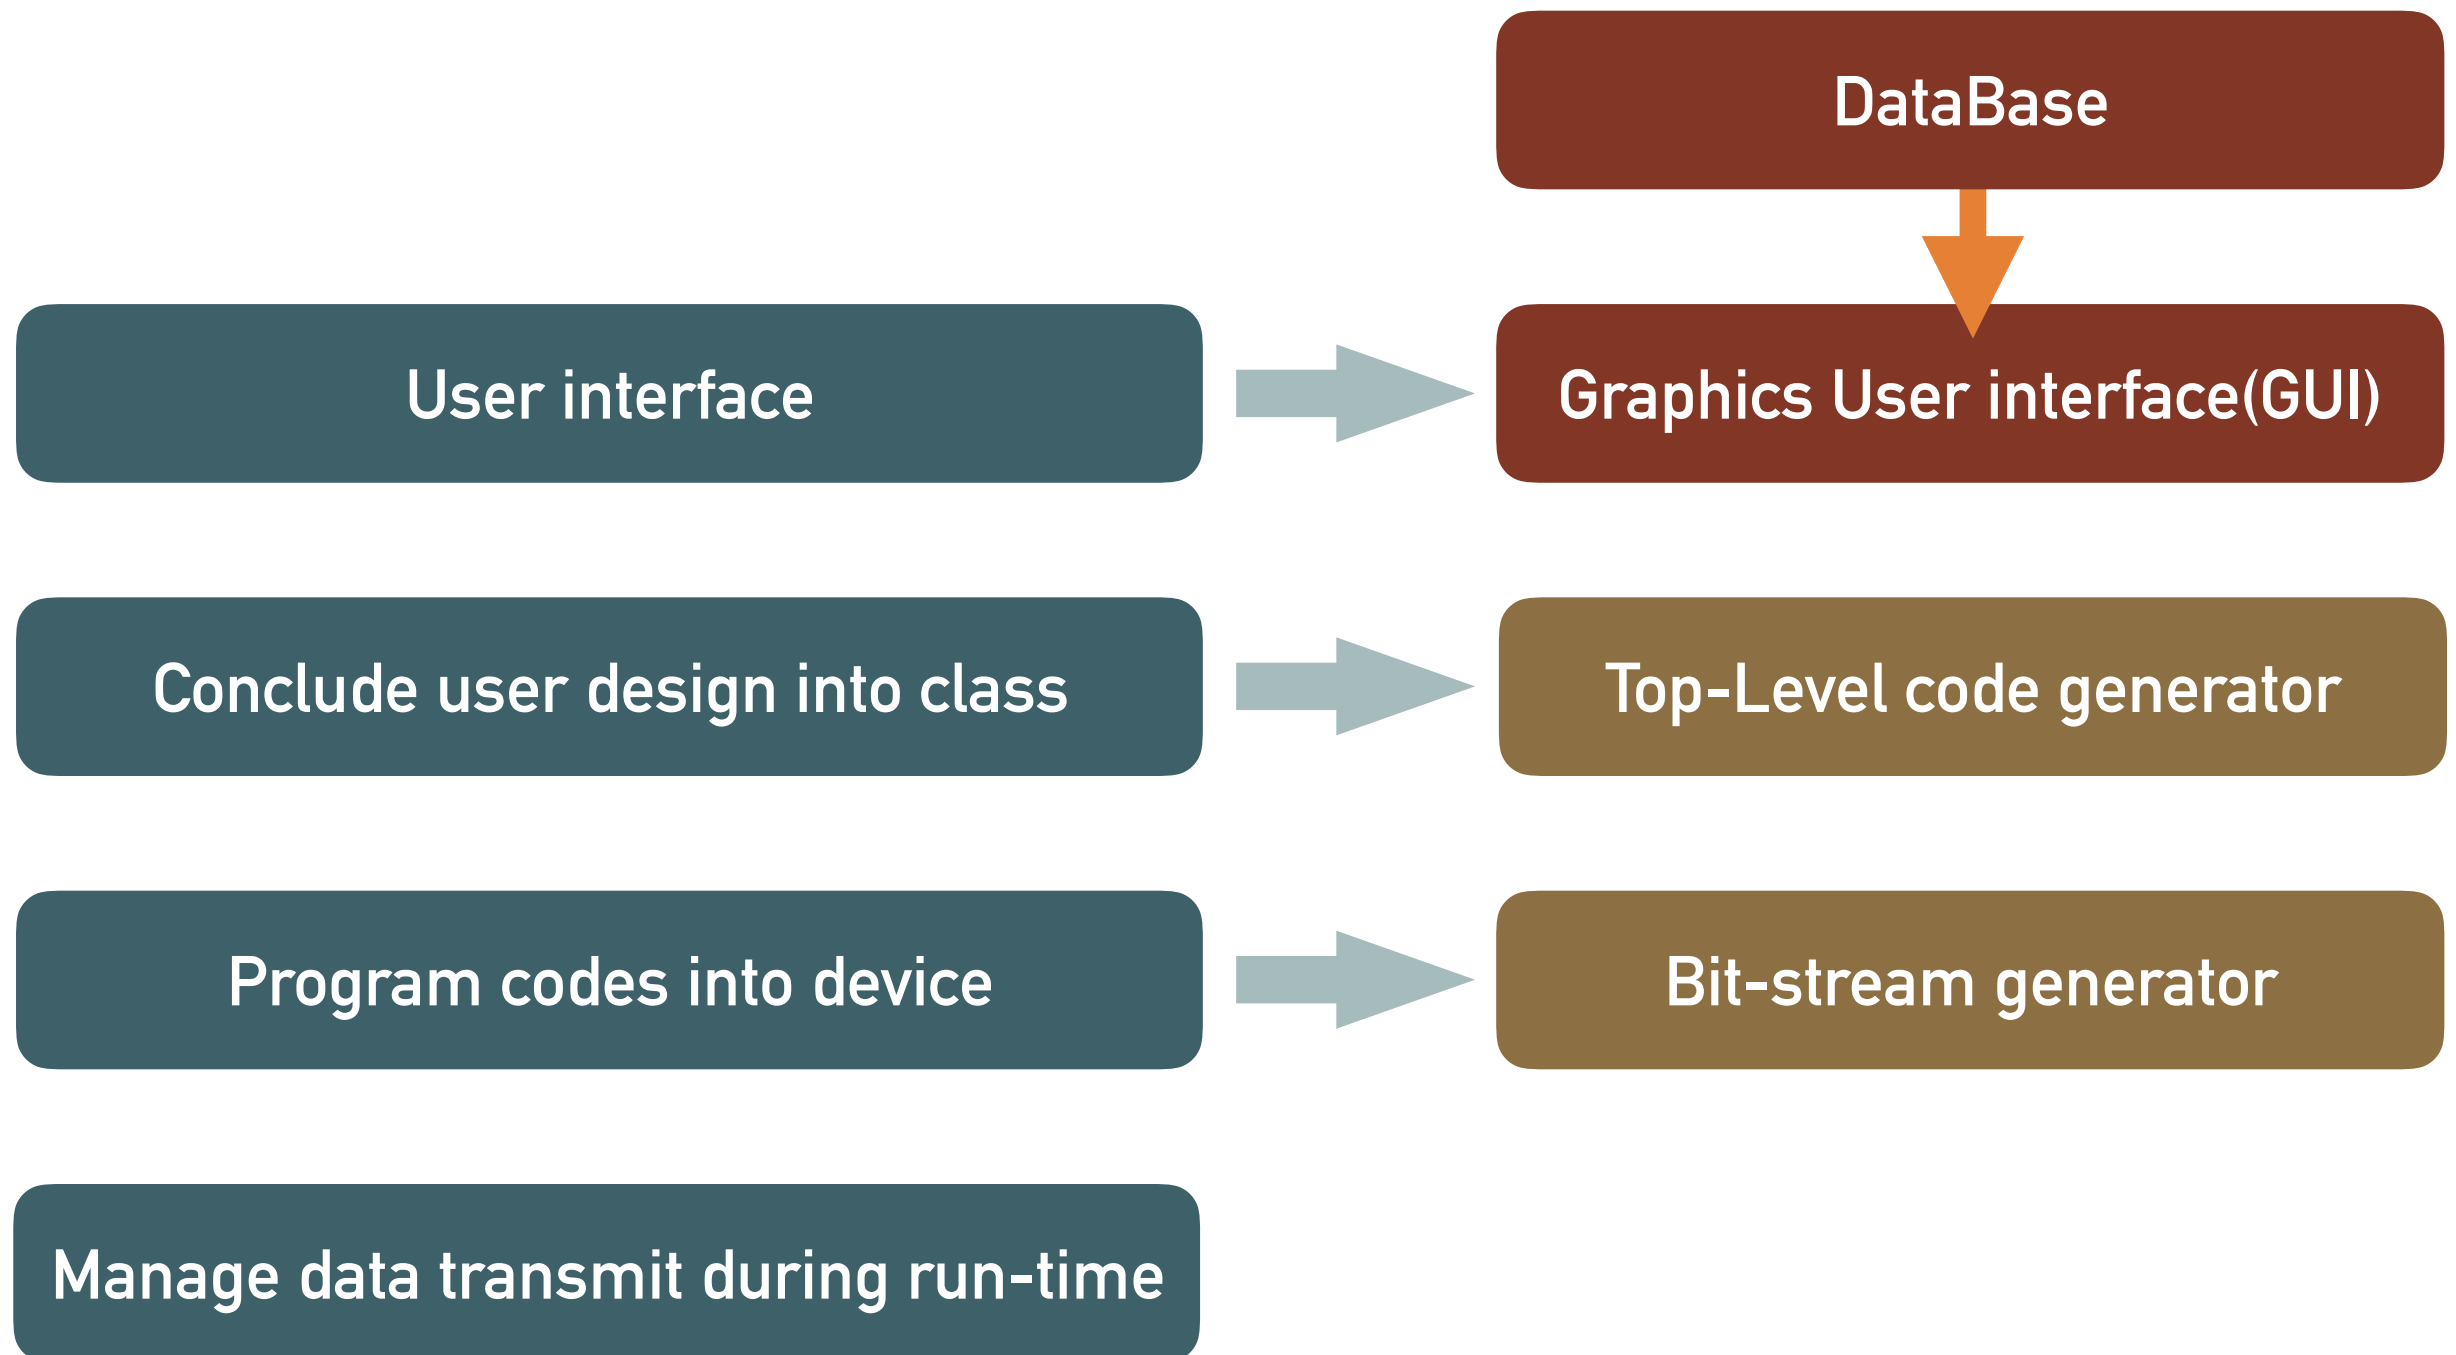 DataBase
User interface
Graphics User interface(GUI)
Conclude user design into class
Top-Level code generator
Program codes into device
Bit-stream generator
Manage data transmit during run-time